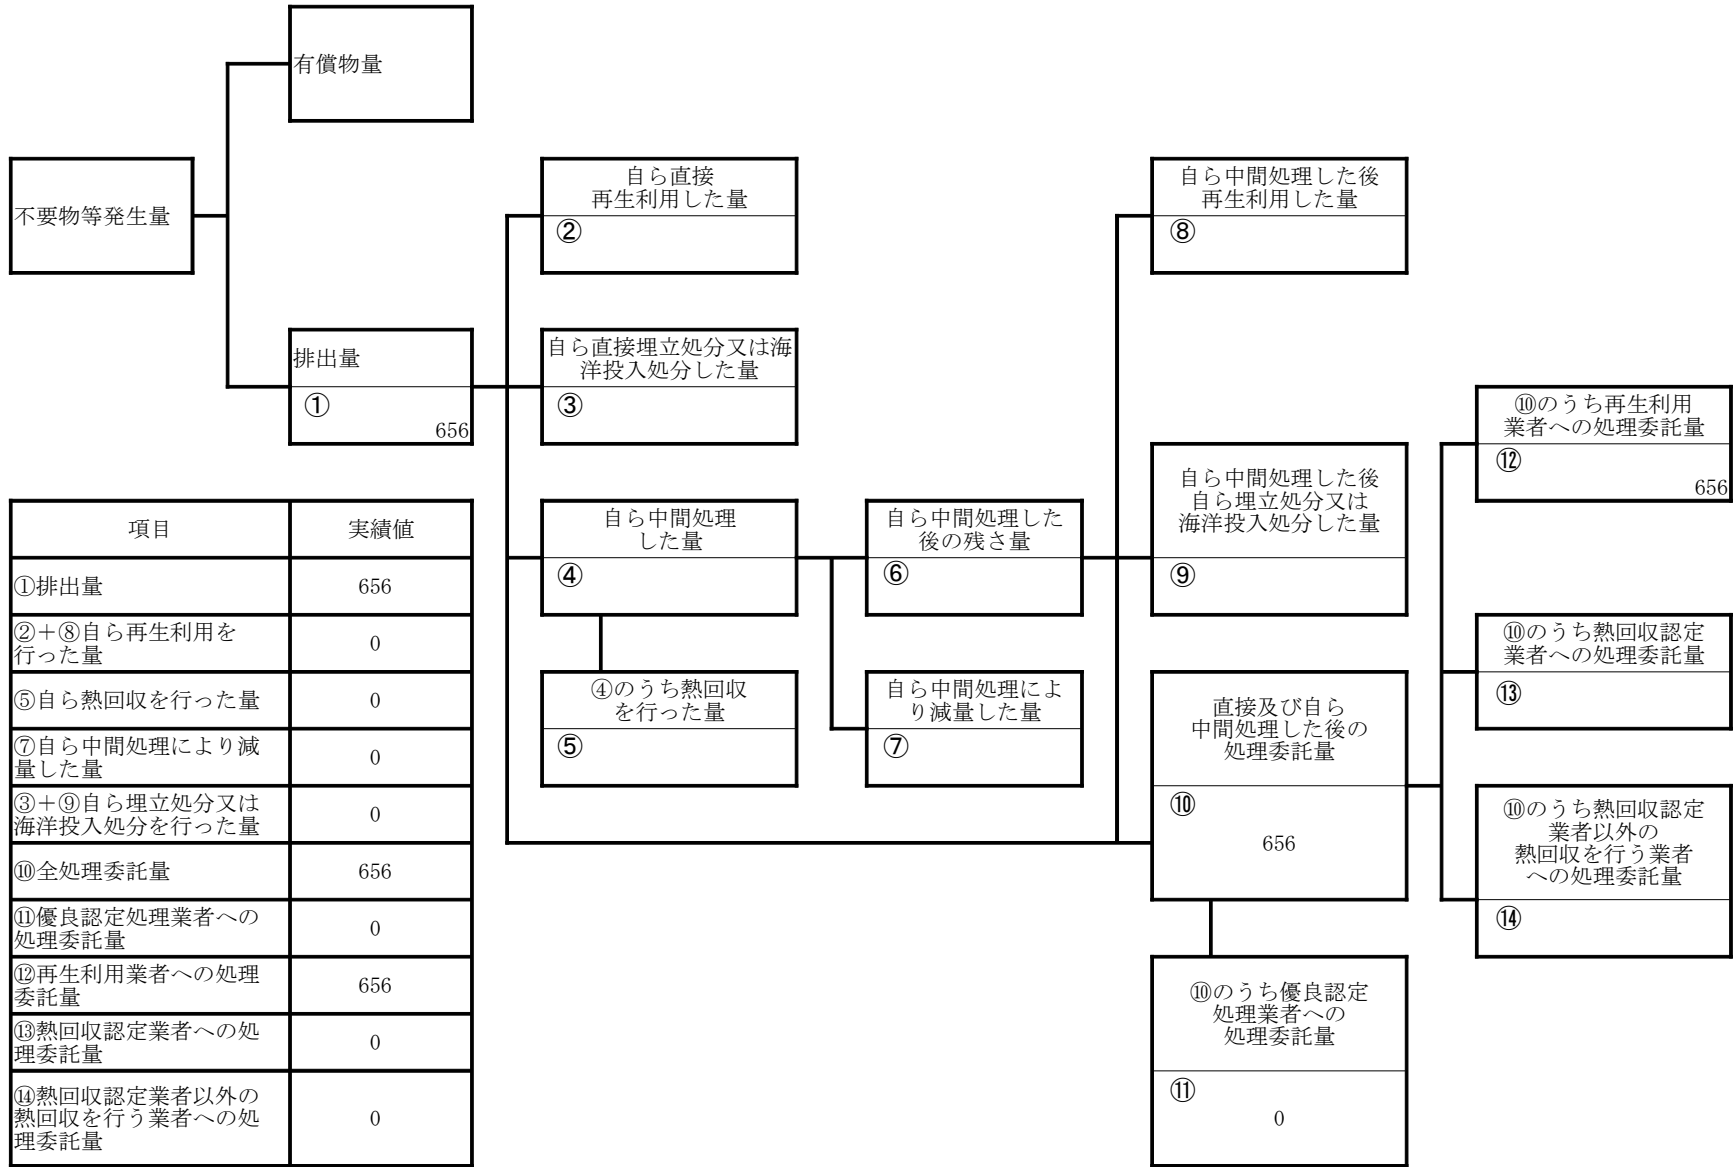 有償物量
不要物等発生量
自ら直接
再生利用した量
②
自ら中間処理した後
再生利用した量
⑧
排出量
①
656
自ら直接埋立処分又は海
洋投入処分した量
③
⑩のうち再生利用
業者への処理委託量
⑫
656
自ら中間処理
した量
④
自ら中間処理した
後の残さ量
⑥
自ら中間処理した後
自ら埋立処分又は
海洋投入処分した量
⑨
⑩のうち熱回収認定
業者への処理委託量
⑬
④のうち熱回収
を行った量
⑤
自ら中間処理によ
り減量した量
⑦
直接及び自ら
中間処理した後の
処理委託量
⑩
656
⑩のうち熱回収認定
業者以外の
熱回収を行う業者
への処理委託量
⑭
⑩のうち優良認定
処理業者への
処理委託量
⑪
0
項目 実績値
①排出量 656
②+⑧自ら再生利用を
行った量 0
⑤自ら熱回収を行った量 0
⑦自ら中間処理により減
量した量 0
③+⑨自ら埋立処分又は
海洋投入処分を行った量 0
⑩全処理委託量 656
⑪優良認定処理業者への
処理委託量 0
⑫再生利用業者への処理
委託量 656
⑬熱回収認定業者への処
理委託量 0
⑭熱回収認定業者以外の
熱回収を行う業者への処
理委託量 0